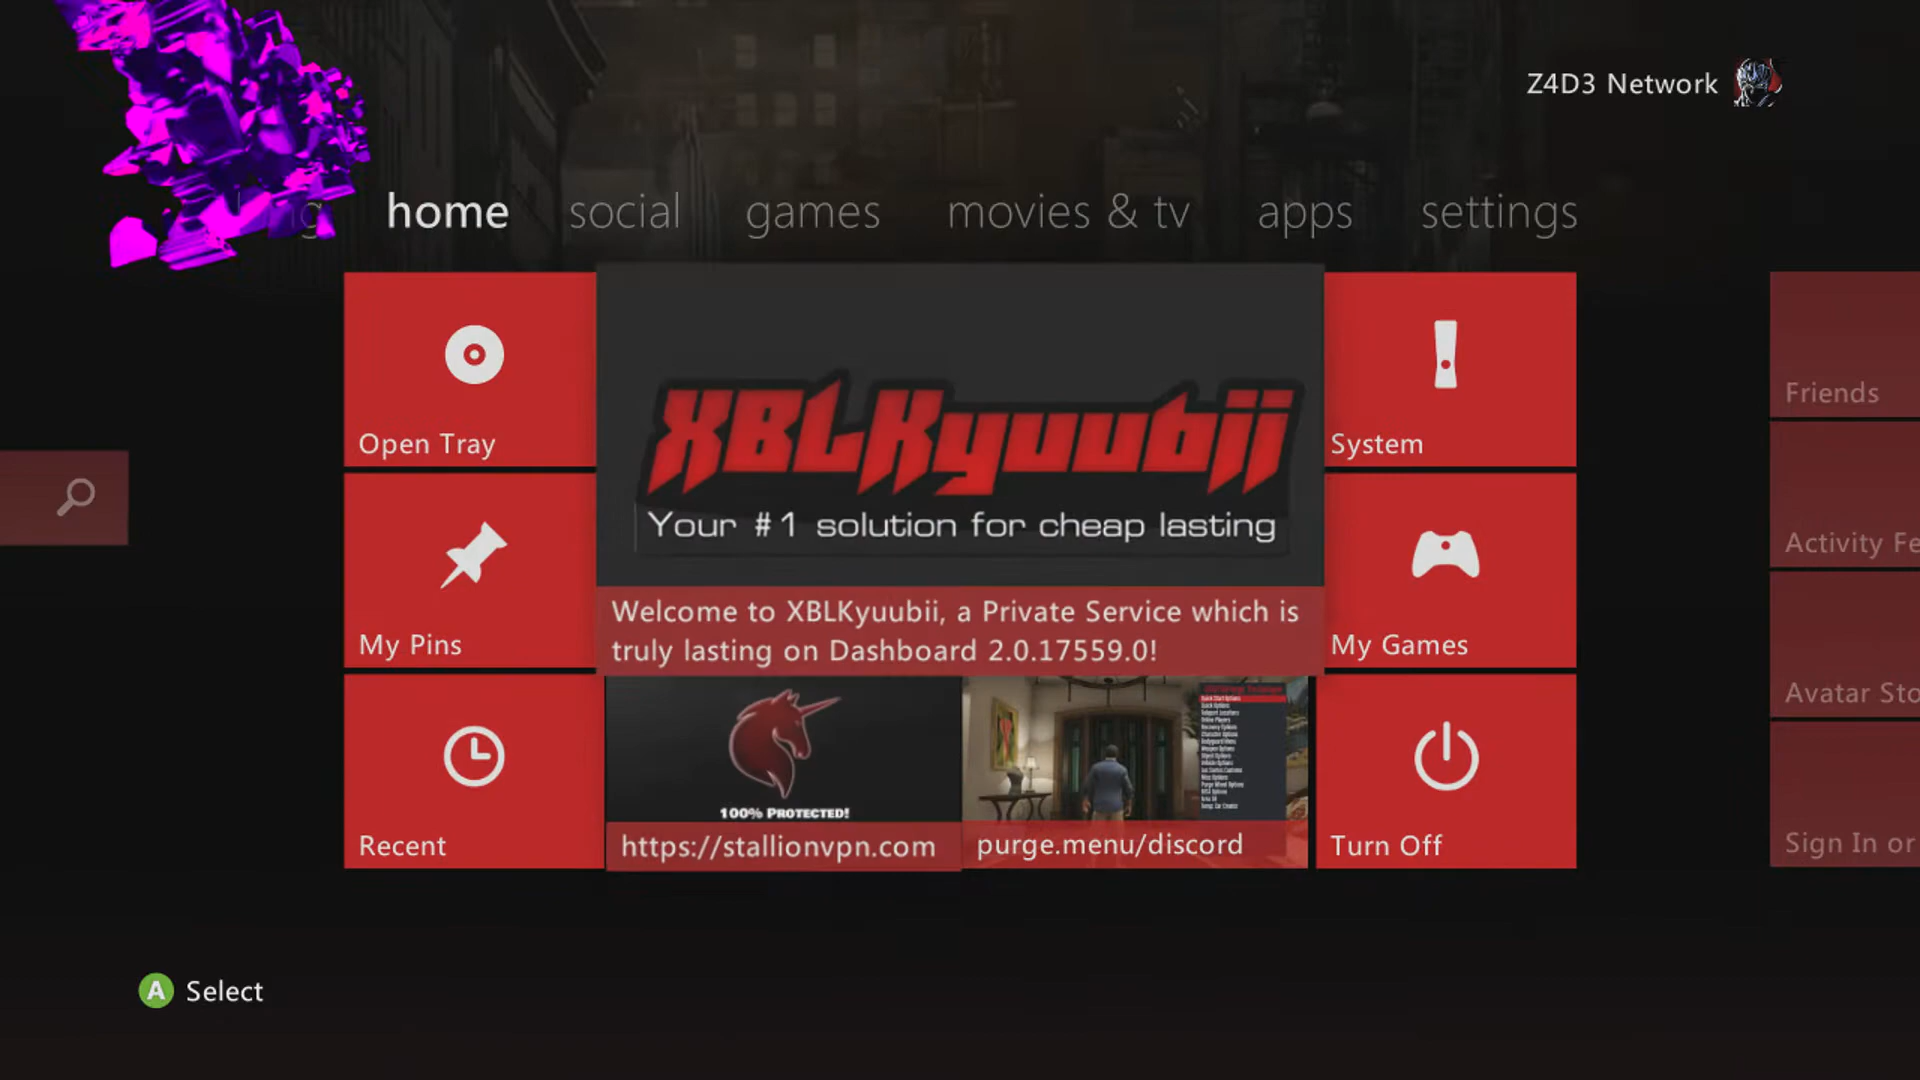 Z4D3 Network
home
social
games
movies & tv
apps
settings
Open Tray
XBLKyuubii
Your #1 solution for cheap lasting
System
Friends
Welcome to XBLKyuubii, a Private Service which is
truly lasting on Dashboard 2.0.17559.0!
My Pins
My Games
Activity Fe
Avatar Sto
100% PROTECTED!
Recent
https://stallionvpn.com
purge.menu/discord
Turn Off
Sign In or
A Select